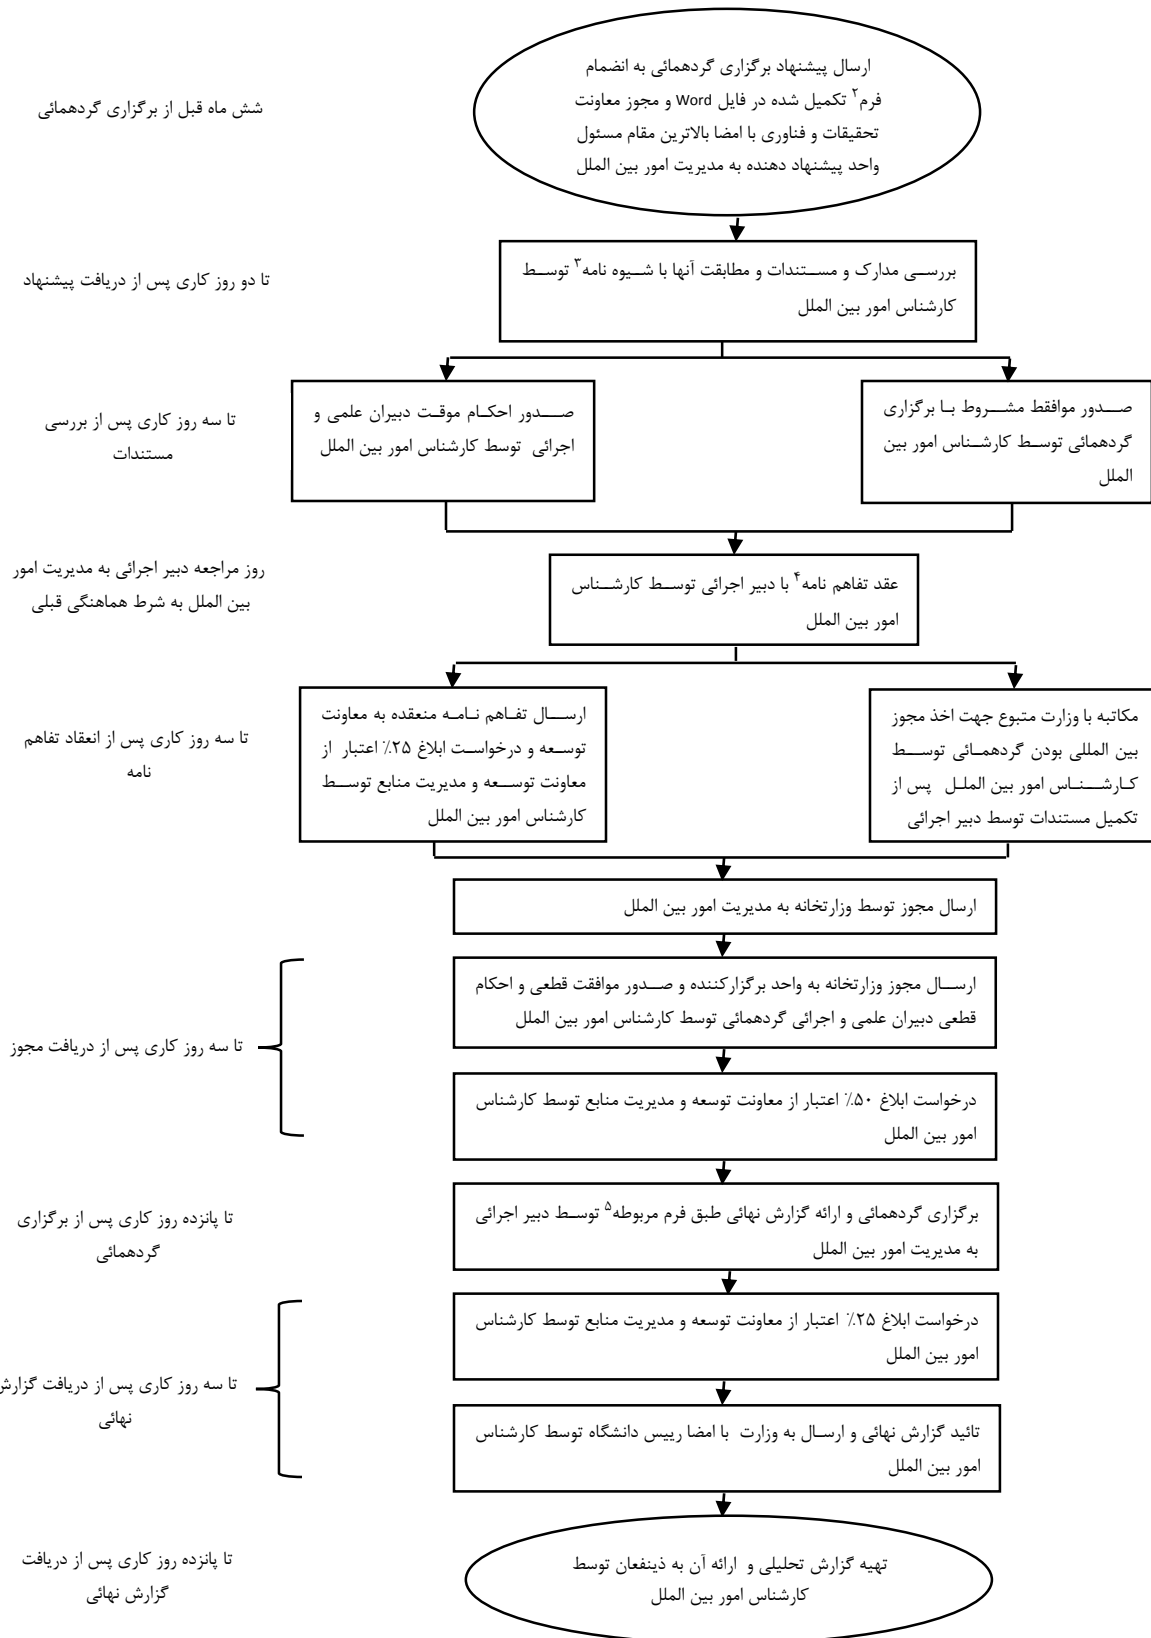 ارسال پیشنهاد برگزاری گردهمائی به انضمام
فرم۲ تکمیل شده در فایل Word و مجوز معاونت
تحقیقات و فناوری با امضا بالاترین مقام مسئول
واحد پیشنهاد دهنده به مدیریت امور بین الملل
شش ماه قبل از برگزاری گردهمائی
بررسی مدارک و مستندات و مطابقت آنها با شیوه نامه۳ توسط
کارشناس امور بین الملل
تا دو روز کاری پس از دریافت پیشنهاد
صدور موافقط مشروط با برگزاری
گردهمائی توسط کارشناس امور بین
الملل
صدور احکام موقت دبیران علمی و
اجرائی توسط کارشناس امور بین الملل
تا سه روز کاری پس از بررسی
مستندات
عقد تفاهم نامه۴ با دبیر اجرائی توسط کارشناس
امور بین الملل
روز مراجعه دبیر اجرائی به مدیریت امور
بین الملل به شرط هماهنگی قبلی
مکاتبه با وزارت متبوع جهت اخذ مجوز
بین المللی بودن گردهمائی توسط
کارشناس امور بین الملل پس از
تکمیل مستندات توسط دبیر اجرائی
ارسال تفاهم نامه منعقده به معاونت
توسعه و درخواست ابلاغ ۲۵٪ اعتبار از
معاونت توسعه و مدیریت منابع توسط
کارشناس امور بین الملل
تا سه روز کاری پس از انعقاد تفاهم
نامه
ارسال مجوز توسط وزارتخانه به مدیریت امور بین الملل
ارسال مجوز وزارتخانه به واحد برگزارکننده و صدور موافقت قطعی و احکام
قطعی دبیران علمی و اجرائی گردهمائی توسط کارشناس امور بین الملل
تا سه روز کاری پس از دریافت مجوز
درخواست ابلاغ ۵۰٪ اعتبار از معاونت توسعه و مدیریت منابع توسط کارشناس
امور بین الملل
برگزاری گردهمائی و ارائه گزارش نهائی طبق فرم مربوطه۵ توسط دبیر اجرائی
به مدیریت امور بین الملل
تا پانزده روز کاری پس از برگزاری
گردهمائی
درخواست ابلاغ ۲۵٪ اعتبار از معاونت توسعه و مدیریت منابع توسط کارشناس
امور بین الملل
تا سه روز کاری پس از دریافت گزارش
نهائی
تائید گزارش نهائی و ارسال به وزارت با امضا رییس دانشگاه توسط کارشناس
امور بین الملل
تهیه گزارش تحلیلی و ارائه آن به ذینفعان توسط
کارشناس امور بین الملل
تا پانزده روز کاری پس از دریافت
گزارش نهائی